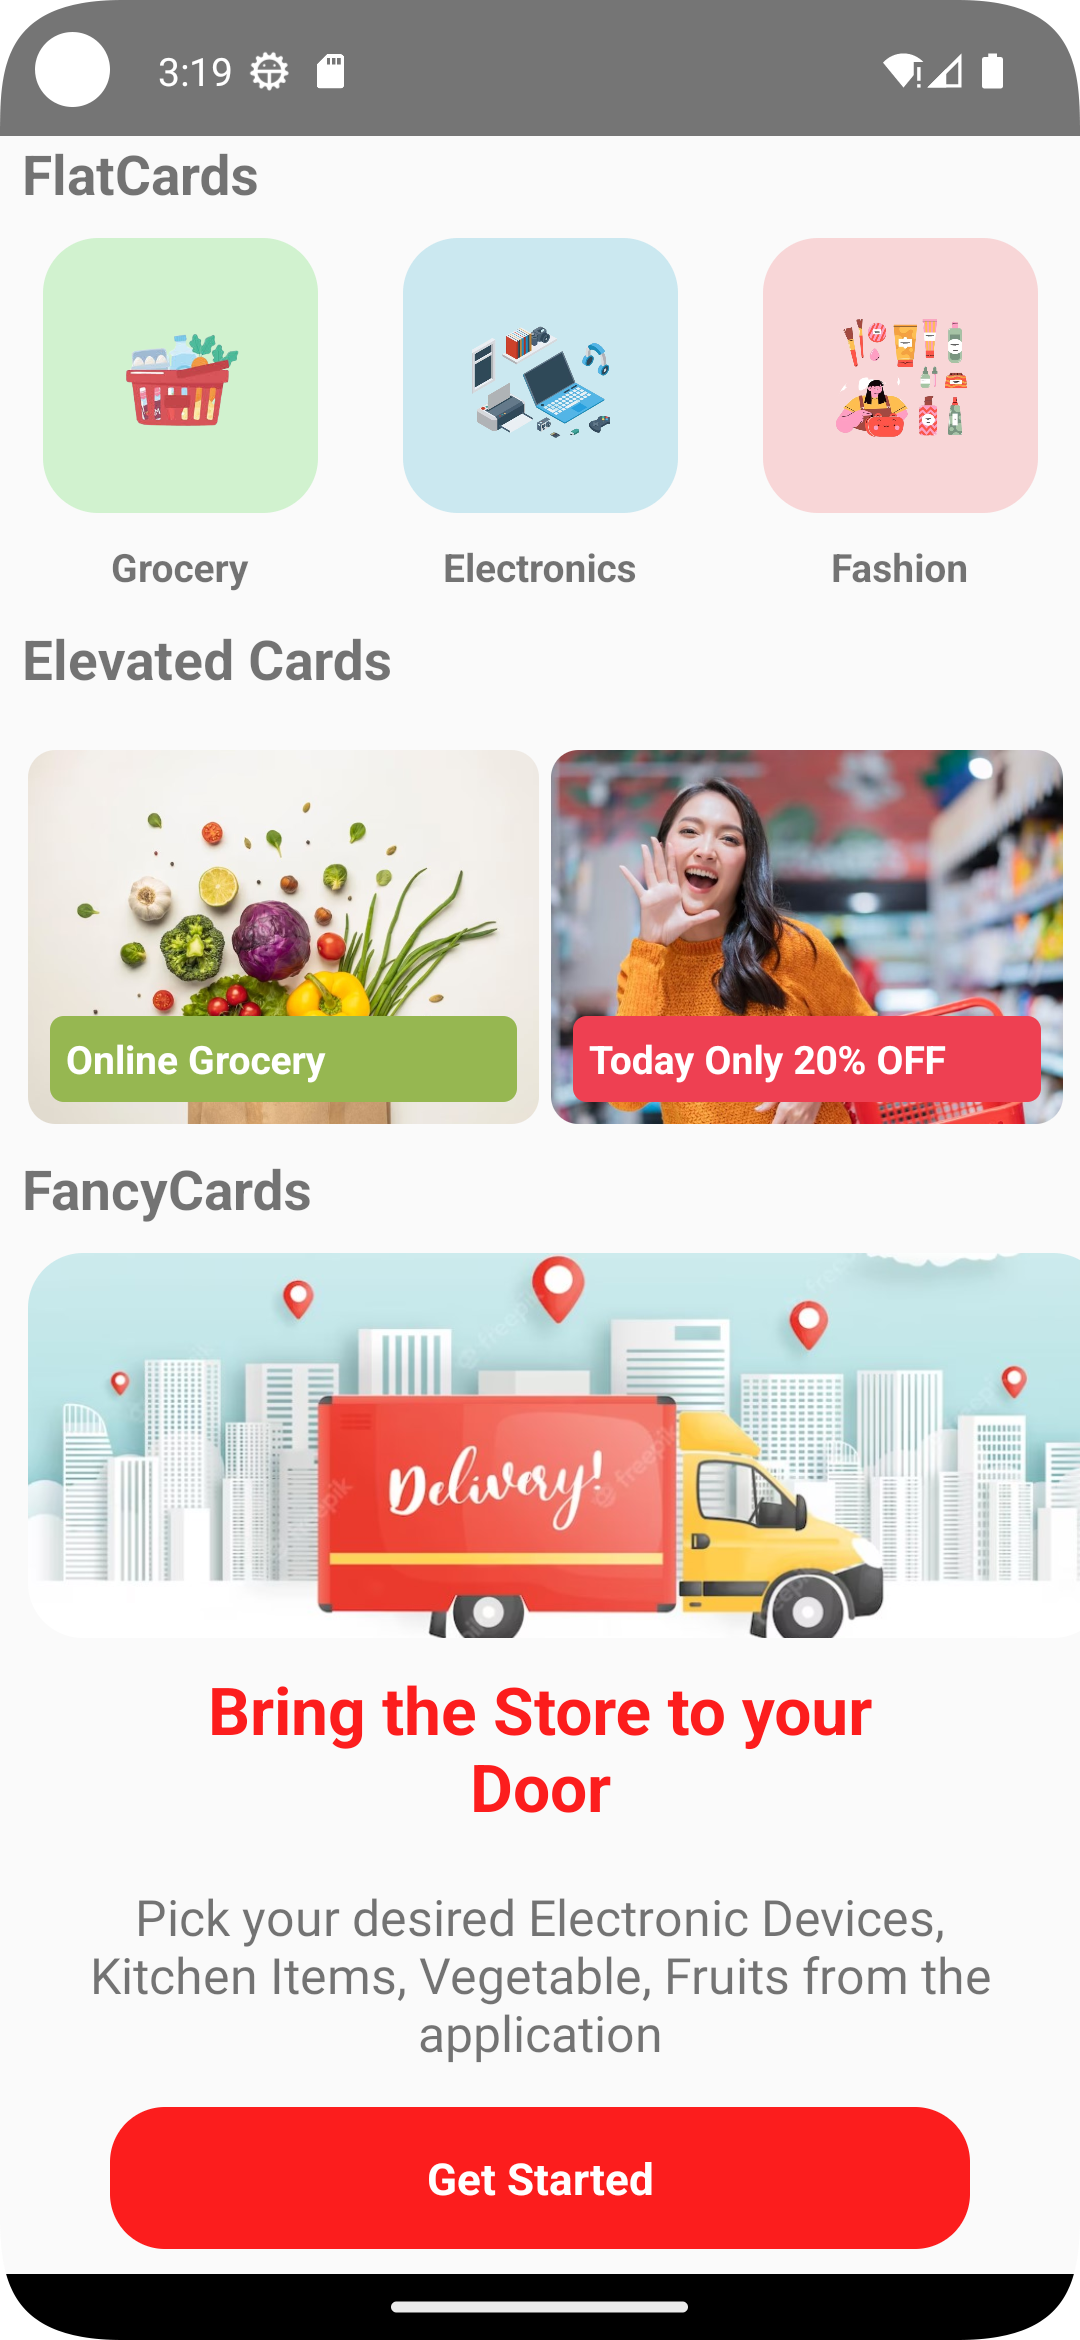 3:19
FlatCards
Grocery
Electronics
Fashion
Elevated Cards
Online Grocery
Today Only 20% OFF
FancyCards
Delivery!
Bring the Store to your
Door
Pick your desired Electronic Devices,
Kitchen Items, Vegetable, Fruits from the
application
Get Started